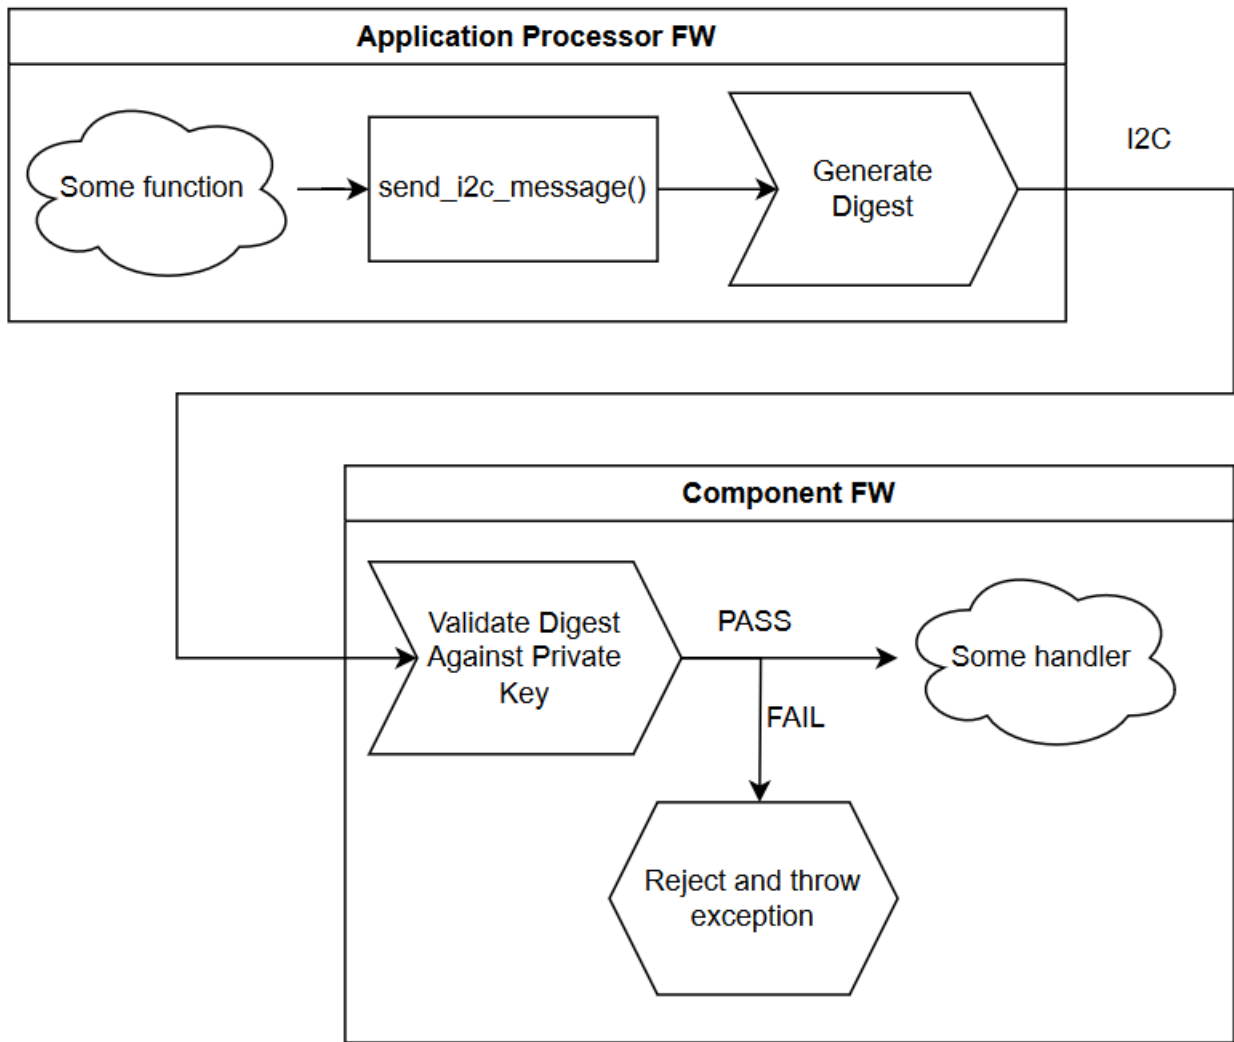 Application Processor FW
Some function
send_i2c_message()
Generate
Digest
I2C
Component FW
Validate Digest
Against Private
Key
PASS
Some handler
FAIL
Reject and throw
exception